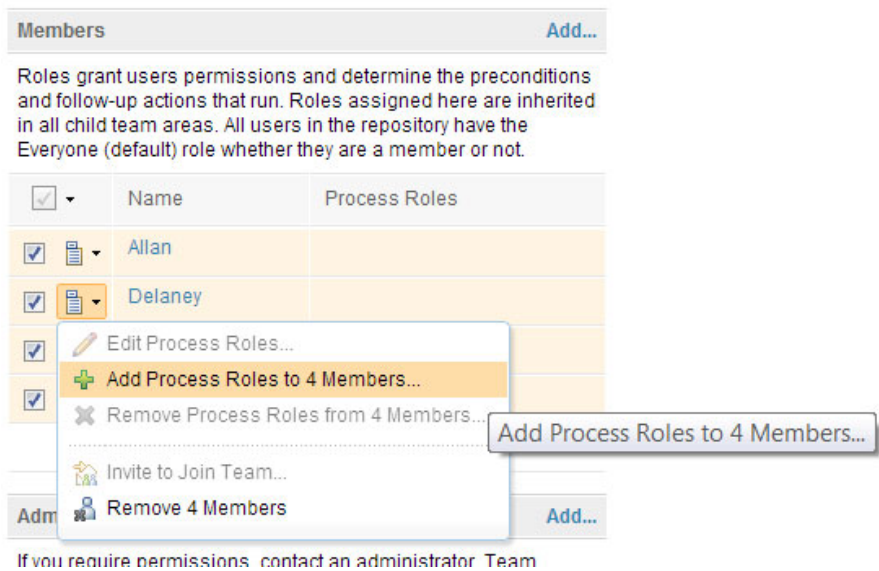 Members Add...
Roles grant users permissions and determine the preconditions
and follow-up actions that run. Roles assigned here are inherited
in all child team areas. All users in the repository have the
Everyone (default) role whether they are a member or not.
Name Process Roles
Allan
Delaney
Edit Process Roles...
Add Process Roles to 4 Members...
Remove Process Roles from 4 Members...
Add Process Roles to 4 Members...
Invite to Join Team...
Remove 4 Members
Adm Add...
If you require permissions, contact an administrator. Team